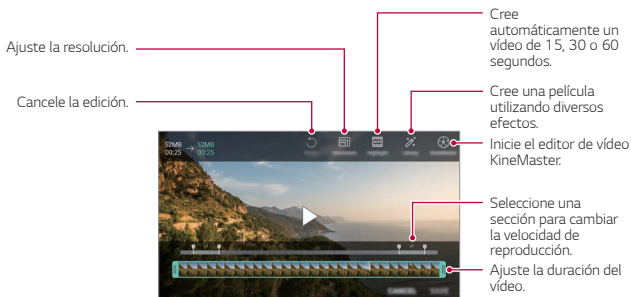 Ajuste la resolución.
Cancele la edición.
Cree
automáticamente un
vídeo de 15, 30 o 60
segundos.
Cree una película
utilizando diversos
efectos.
Inicie el editor de vídeo
KineMaster.
Seleccione una
sección para cambiar
la velocidad de
reproducción.
Ajuste la duración del
vídeo.
52MB → 52MB
00:25 00:25
CANCEL SAVE